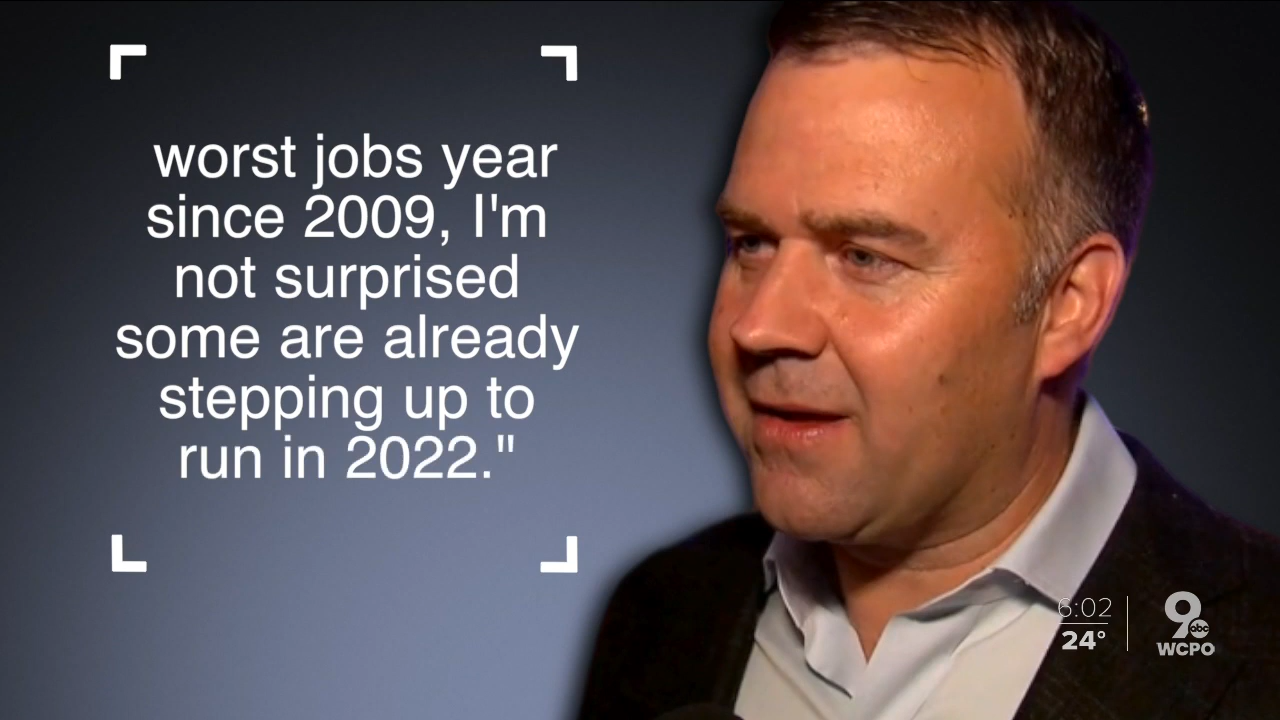 worst jobs year
since 2009, I'm
not surprised
some are already
stepping up to
run in 2022."
6:02
24°
9
abc
WCPO